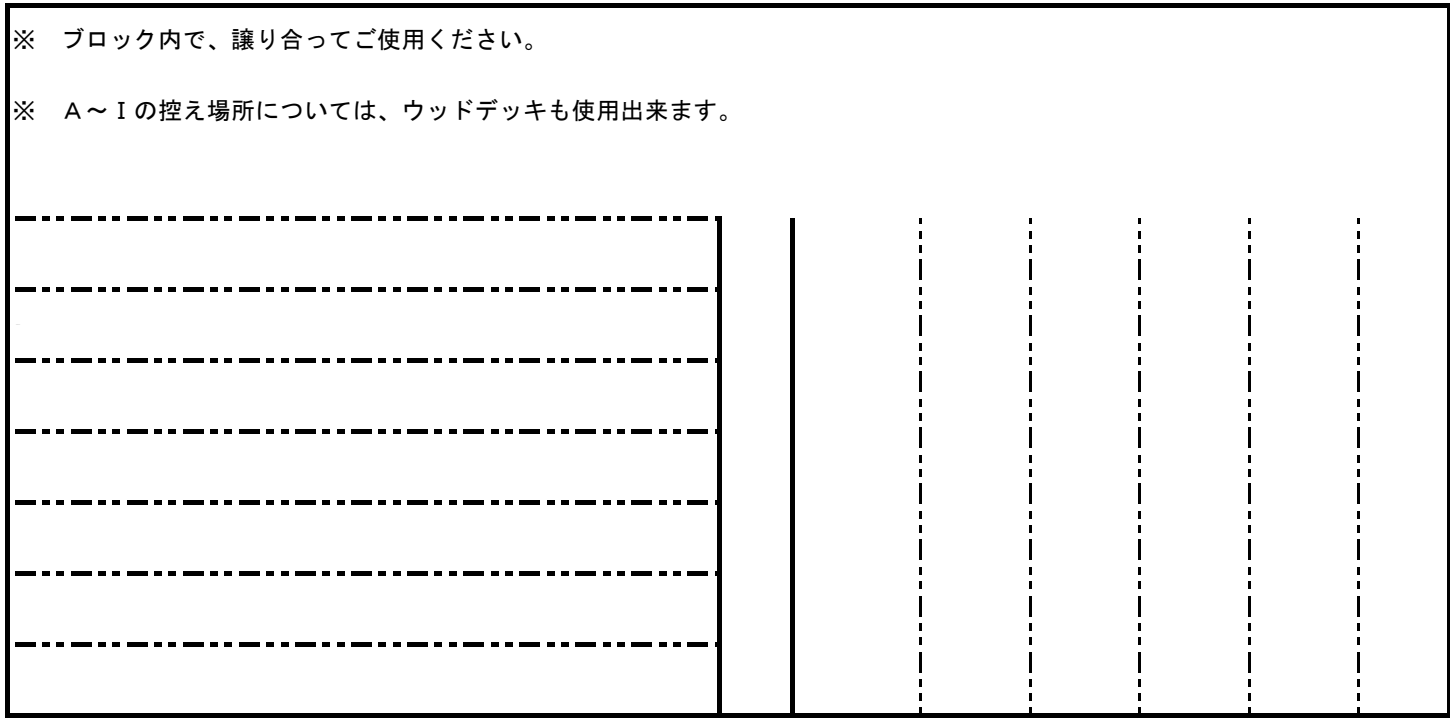 ※　ブロック内で、譲り合ってご使用ください。
※　Ａ～Ｉの控え場所については、ウッドデッキも使用出来ます。